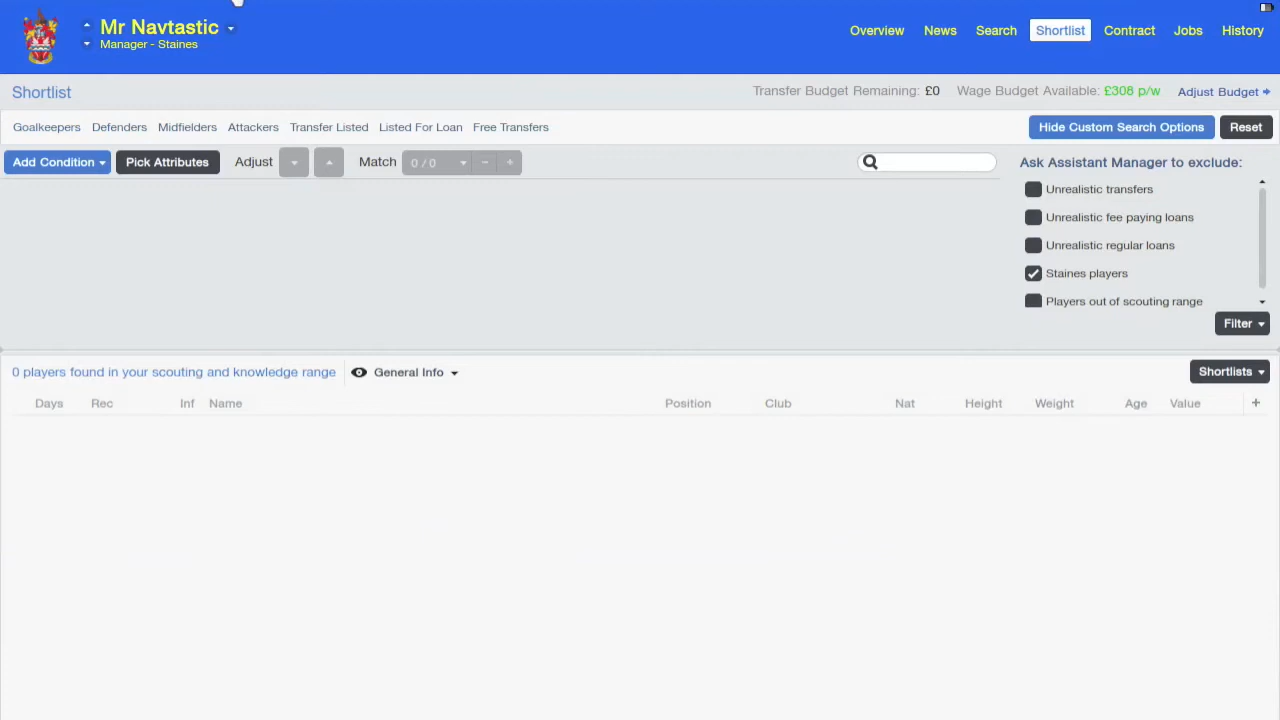 Mr Navtastic
Manager - Staines
Overview News Search Shortlist Contract Jobs History
Shortlist
Transfer Budget Remaining: £0 Wage Budget Available: £308 p/w Adjust Budget
Goalkeepers Defenders Midfielders Attackers Transfer Listed Listed For Loan Free Transfers
Hide Custom Search Options Reset
Add Condition Pick Attributes Adjust Match 0 / 0 - +
Ask Assistant Manager to exclude:
Unrealistic transfers
Unrealistic fee paying loans
Unrealistic regular loans
Staines players
Players out of scouting range
Filter
0 players found in your scouting and knowledge range General Info Shortlists
Days Rec Inf Name Position Club Nat Height Weight Age Value +